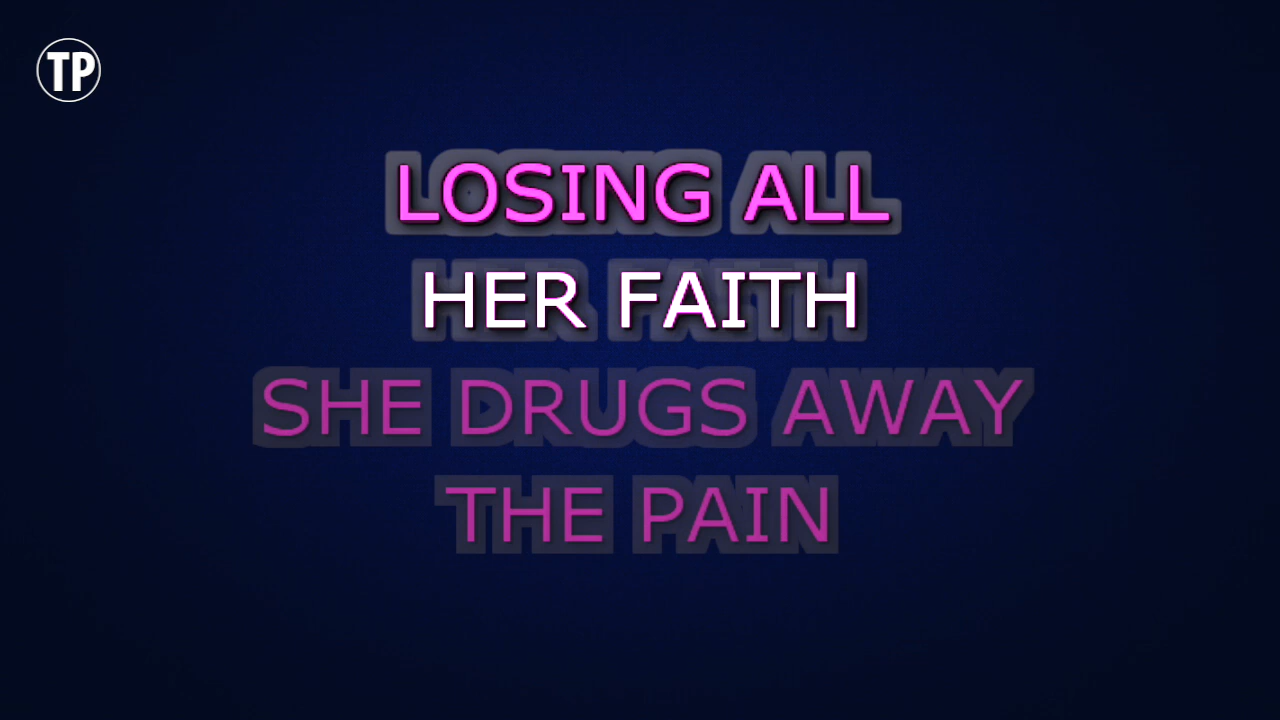 TP
LOSING ALL
HER FAITH
SHE DRUGS AWAY
THE PAIN